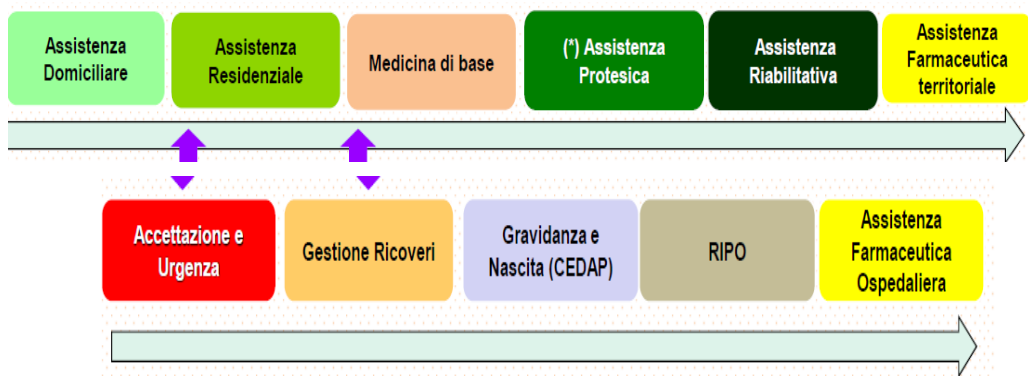 Assistenza
Domiciliare
Assistenza
Residenziale
Medicina di base
(*) Assistenza
Protesica
Assistenza
Riabilitativa
Assistenza
Farmaceutica
territoriale
Accettazione e
Urgenza
Gestione Ricoveri
Gravidanza e
Nascita (CEDAP)
RIPO
Assistenza
Farmaceutica
Ospedaliera